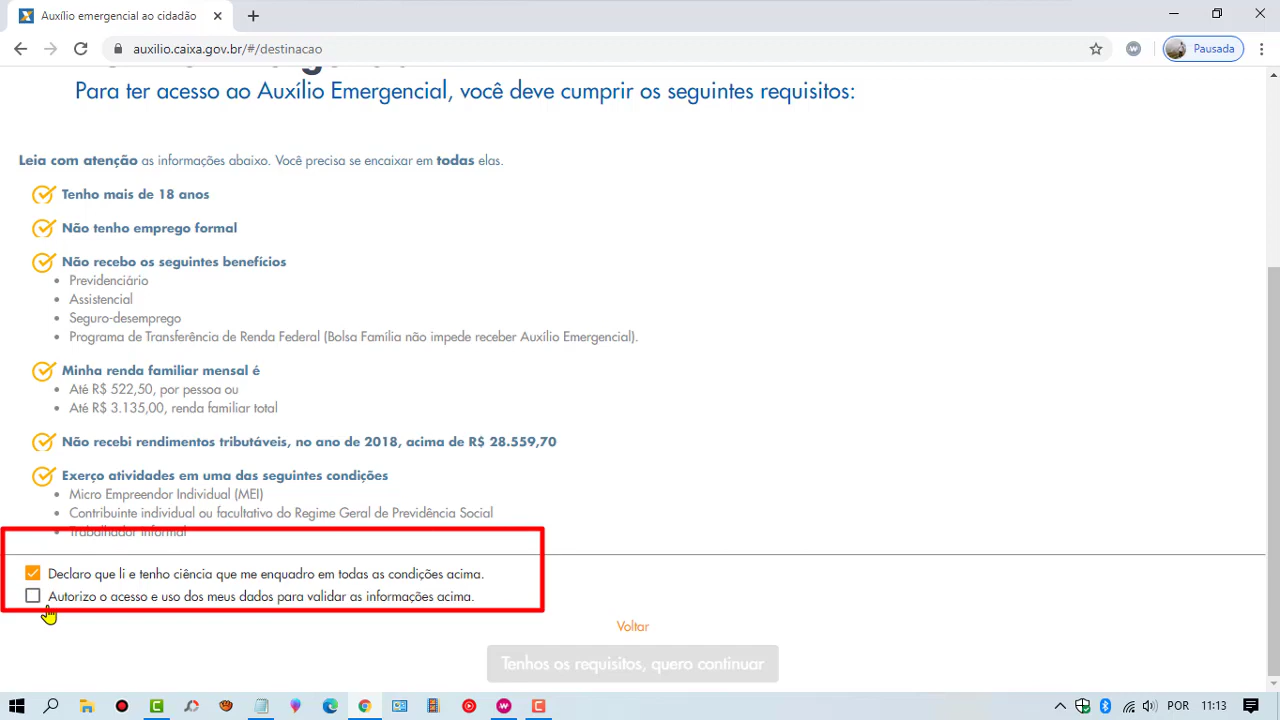 Auxílio emergencial ao cidadão
auxilio.caixa.gov.br/#/destinacao
Pausada
Para ter acesso ao Auxílio Emergencial, você deve cumprir os seguintes requisitos:
Leia com atenção as informações abaixo. Você precisa se encaixar em todas elas.
Tenho mais de 18 anos
Não tenho emprego formal
Não recebo os seguintes benefícios
Previdenciário
Assistencial
Seguro-desemprego
Programa de Transferência de Renda Federal (Bolsa Família não impede receber Auxílio Emergencial).
Minha renda familiar mensal é
Até R$ 522,50, por pessoa ou
Até R$ 3.135,00, renda familiar total
Não recebi rendimentos tributáveis, no ano de 2018, acima de R$ 28.559,70
Exerço atividades em uma das seguintes condições
Micro Empreendor Individual (MEI)
Contribuinte individual ou facultativo do Regime Geral de Previdência Social
Trabalhador Informal
Declaro que li e tenho ciência que me enquadro em todas as condições acima.
Autorizo o acesso e uso dos meus dados para validar as informações acima.
Voltar
Tenhos os requisitos, quero continuar
POR
11:13